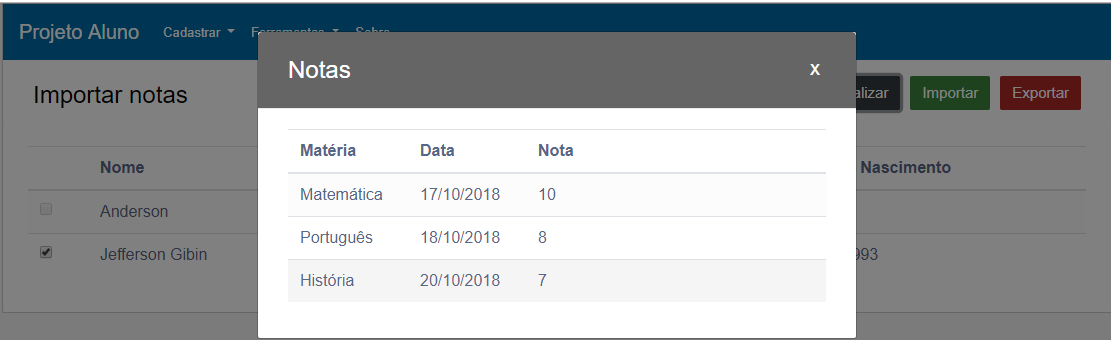 Projeto Aluno Cadastrar Ferramentas Sobre
Notas x
Importar notas alizar Importar Exportar
Matéria Data Nota
Nome Nascimento
Matemática 17/10/2018 10
Anderson
Português 18/10/2018 8
Jefferson Gibin 993
História 20/10/2018 7